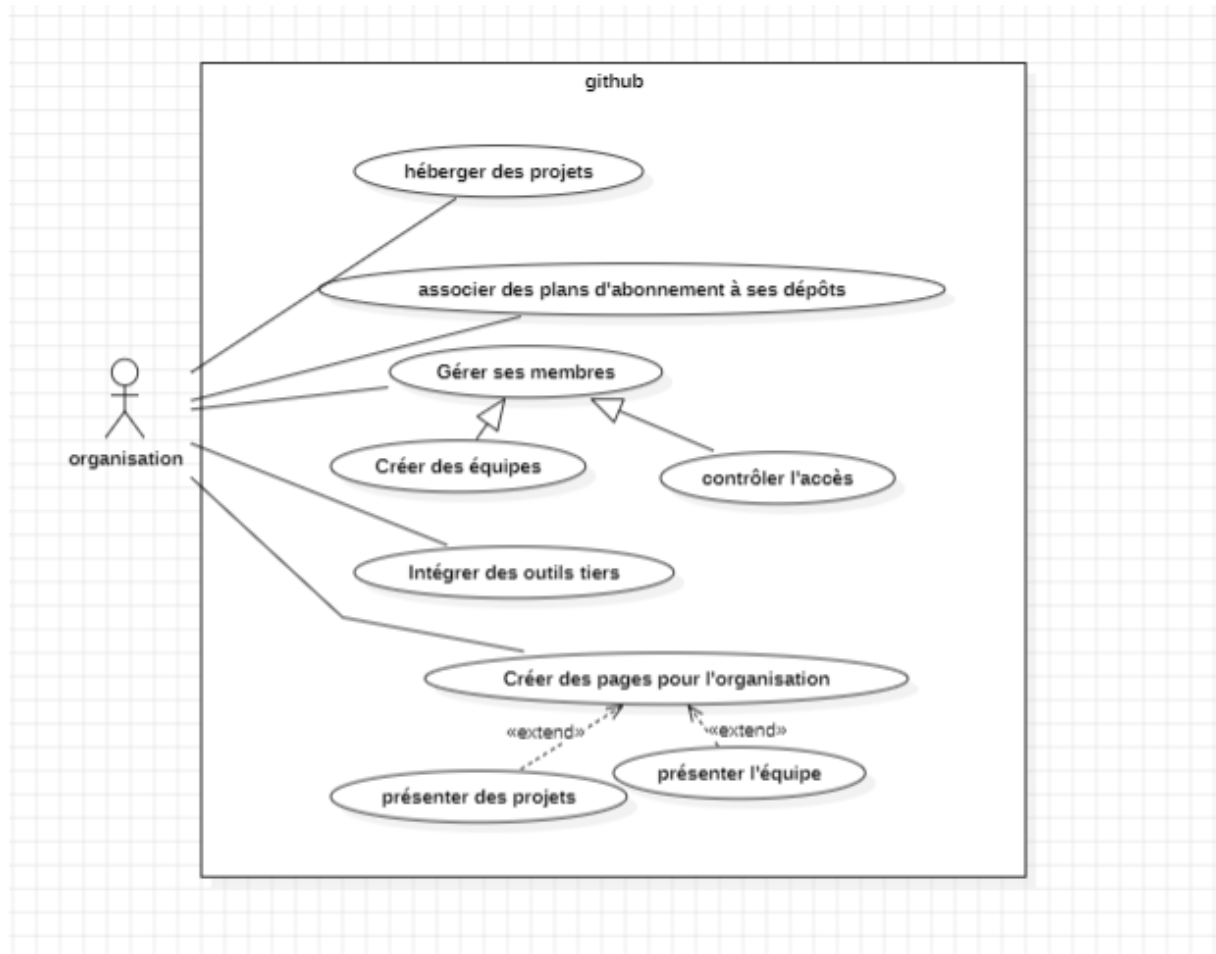 github
héberger des projets
associer des plans d'abonnement à ses dépôts
Gérer ses membres
organisation
Créer des équipes
contrôler l'accès
Intégrer des outils tiers
Créer des pages pour l'organisation
«extend»
«extend»
présenter l'équipe
présenter des projets